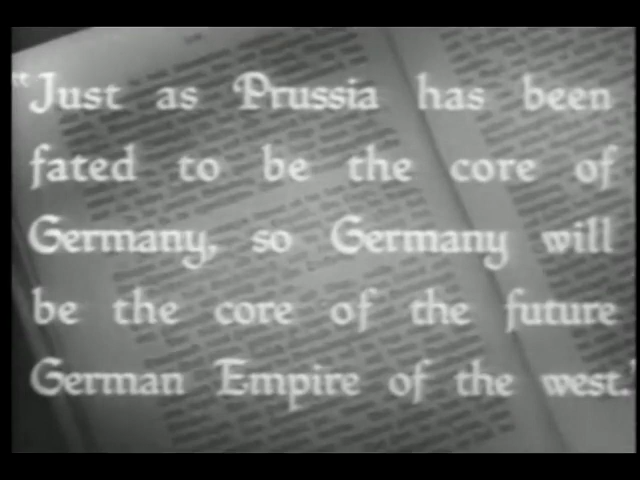 “Just as Prussia has been
fated to be the core of
Germany, so Germany will
be the core of the future
German Empire of the west.”